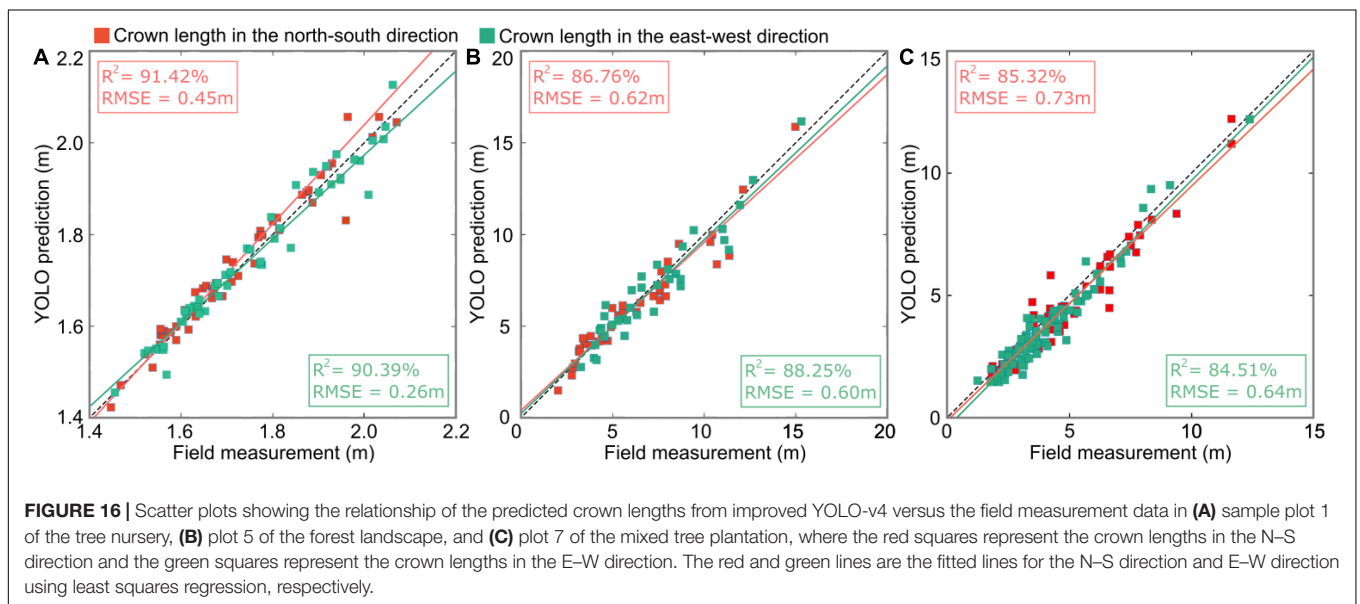 Crown length in the north-south direction Crown length in the east-west direction
A
R²= 91.42%
RMSE = 0.45m
R²= 90.39%
RMSE = 0.26m
2.2
2.0
1.8
1.6
1.4
1.4 1.6 1.8 2.0 2.2
YOLO prediction (m)
Field measurement (m)
B
R²= 86.76%
RMSE = 0.62m
R²= 88.25%
RMSE = 0.60m
20
15
10
5
0
0 5 10 15 20
YOLO prediction (m)
Field measurement (m)
C
R²= 85.32%
RMSE = 0.73m
R²= 84.51%
RMSE = 0.64m
15
10
5
0
0 5 10 15
YOLO prediction (m)
Field measurement (m)
FIGURE 16 | Scatter plots showing the relationship of the predicted crown lengths from improved YOLO-v4 versus the field measurement data in (A) sample plot 1
of the tree nursery, (B) plot 5 of the forest landscape, and (C) plot 7 of the mixed tree plantation, where the red squares represent the crown lengths in the N–S
direction and the green squares represent the crown lengths in the E–W direction. The red and green lines are the fitted lines for the N–S direction and E–W direction
using least squares regression, respectively.